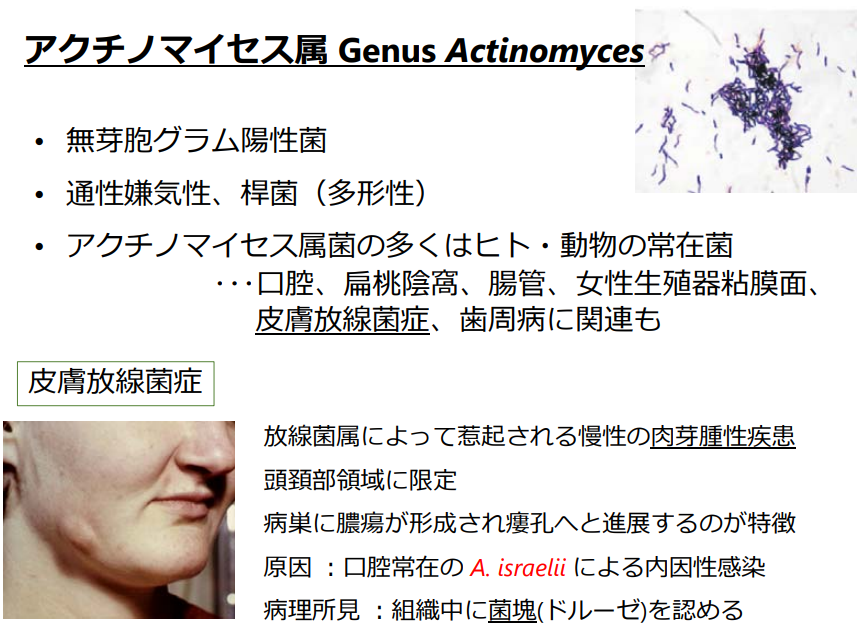 アクチノマイセス属 Genus Actinomyces
• 無芽胞グラム陽性菌
• 通性嫌気性、桿菌（多形性）
• アクチノマイセス属菌の多くはヒト・動物の常在菌
･･･口腔、扁桃陰窩、腸管、女性生殖器粘膜面、
皮膚放線菌症、歯周病に関連も
皮膚放線菌症
放線菌属によって惹起される慢性の肉芽腫性疾患
頭頚部領域に限定
病巣に膿瘍が形成され瘻孔へと進展するのが特徴
原因 ：口腔常在の A. israelii による内因性感染
病理所見 ：組織中に菌塊(ドルーゼ)を認める